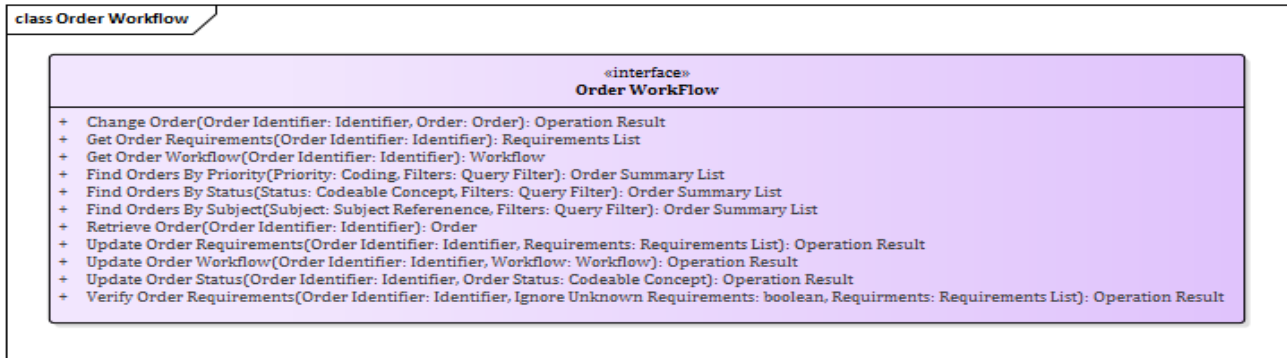 class Order Workflow
«interface»
Order WorkFlow
+ Change Order(Order Identifier: Identifier, Order: Order): Operation Result
+ Get Order Requirements(Order Identifier: Identifier): Requirements List
+ Get Order Workflow(Order Identifier: Identifier): Workflow
+ Find Orders By Priority(Priority: Coding, Filters: Query Filter): Order Summary List
+ Find Orders By Status(Status: Codeable Concept, Filters: Query Filter): Order Summary List
+ Find Orders By Subject(Subject: Subject Referenence, Filters: Query Filter): Order Summary List
+ Retrieve Order(Order Identifier: Identifier): Order
+ Update Order Requirements(Order Identifier: Identifier, Requirements: Requirements List): Operation Result
+ Update Order Workflow(Order Identifier: Identifier, Workflow: Workflow): Operation Result
+ Update Order Status(Order Identifier: Identifier, Order Status: Codeable Concept): Operation Result
+ Verify Order Requirements(Order Identifier: Identifier, Ignore Unknown Requirements: boolean, Requirments: Requirements List): Operation Result